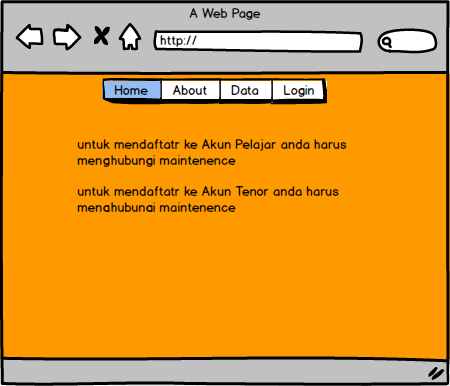 A Web Page
http://
Home About Data Login
untuk mendaftatr ke Akun Pelajar anda harus
menghubungi maintenence
untuk mendaftatr ke Akun Tenor anda harus
menghubungi maintenence